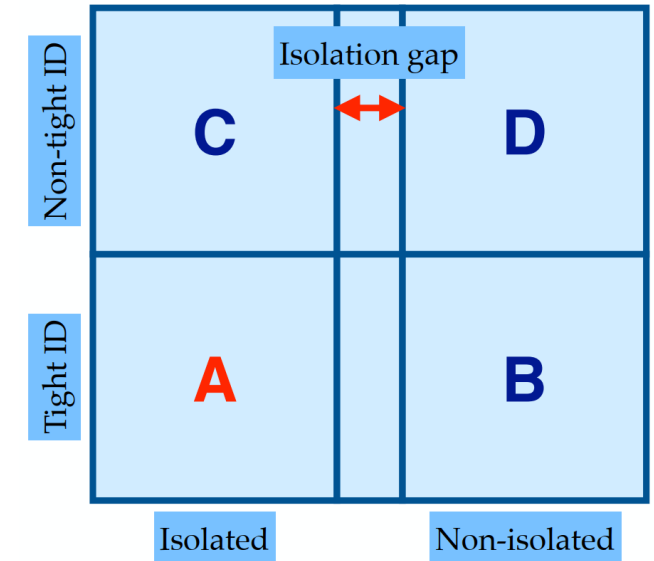 Isolation gap
Non-tight ID
C
D
Tight ID
A
B
Isolated
Non-isolated